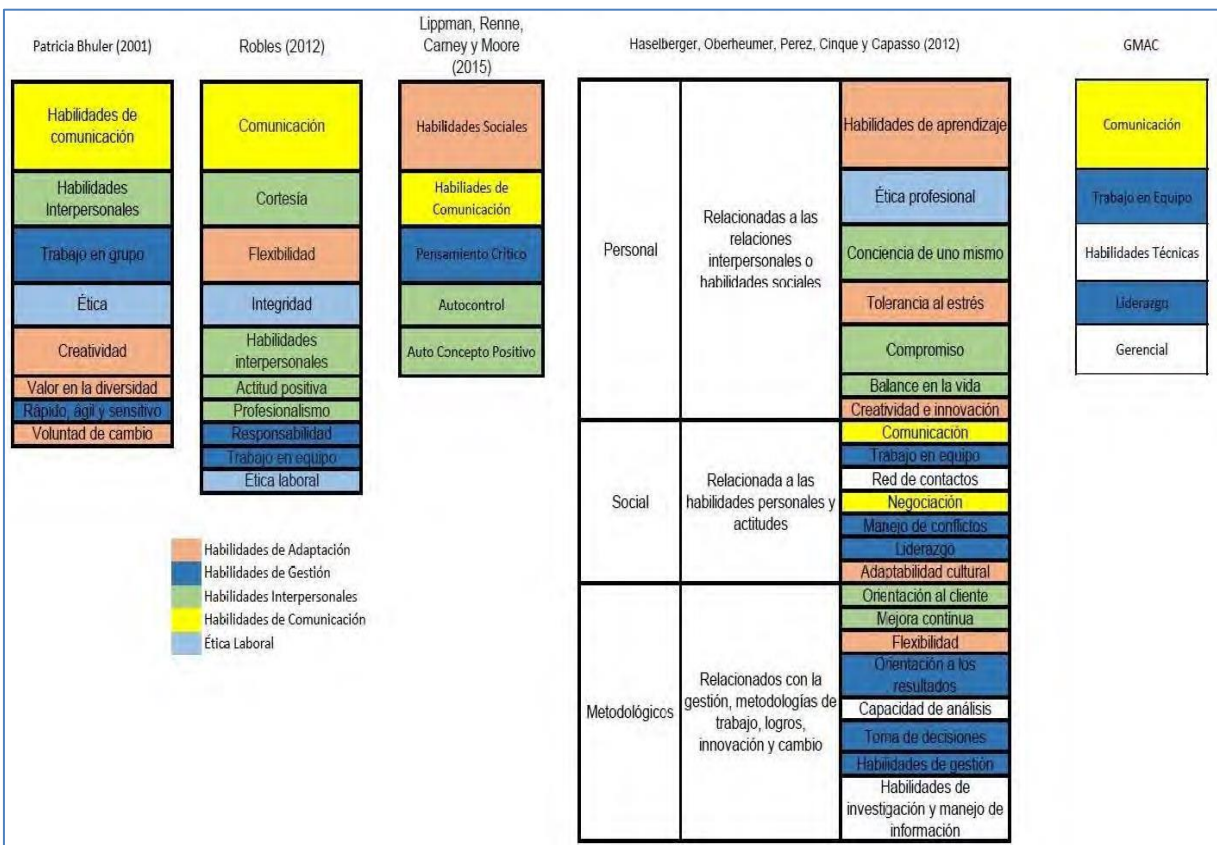 Patricia Bhuler (2001)
Habilidades de
comunicación
Habilidades
Interpersonales
Trabajo en grupo
Ética
Creatividad
Valor en la diversidad
Rápido, ágil y sensitivo
Voluntad de cambio
Robles (2012)
Comunicación
Cortesía
Flexibilidad
Integridad
Habilidades
interpersonales
Actitud positiva
Profesionalismo
Responsabilidad
Trabajo en equipo
Ética laboral
Lippman, Renne,
Carney y Moore
(2015)
Habilidades Sociales
Habiliades de
Comunicación
Pensamiento Crítico
Autocontrol
Auto Concepto Positivo
Haselberger, Oberheumer, Perez, Cinque y Capasso (2012)
Personal
Relacionadas a las
relaciones
interpersonales o
habilidades sociales
Habilidades de aprendizaje
Ética profesional
Conciencia de uno mismo
Tolerancia al estrés
Compromiso
Balance en la vida
Creatividad e innovación
Social
Relacionada a las
habilidades personales y
actitudes
Comunicación
Trabajo en equipo
Red de contactos
Negociación
Manejo de conflictos
Liderazgo
Adaptabilidad cultural
Metodológicos
Relacionados con la
gestión, metodologías de
trabajo, logros,
innovación y cambio
Orientación al cliente
Mejora continua
Flexibilidad
Orientación a los
resultados
Capacidad de análisis
Toma de decisiones
Habilidades de gestión
Habilidades de
investigación y manejo de
información
GMAC
Comunicación
Trabajo en Equipo
Habilidades Técnicas
Liderazgo
Gerencial
Habilidades de Adaptación
Habilidades de Gestión
Habilidades Interpersonales
Habilidades de Comunicación
Ética Laboral